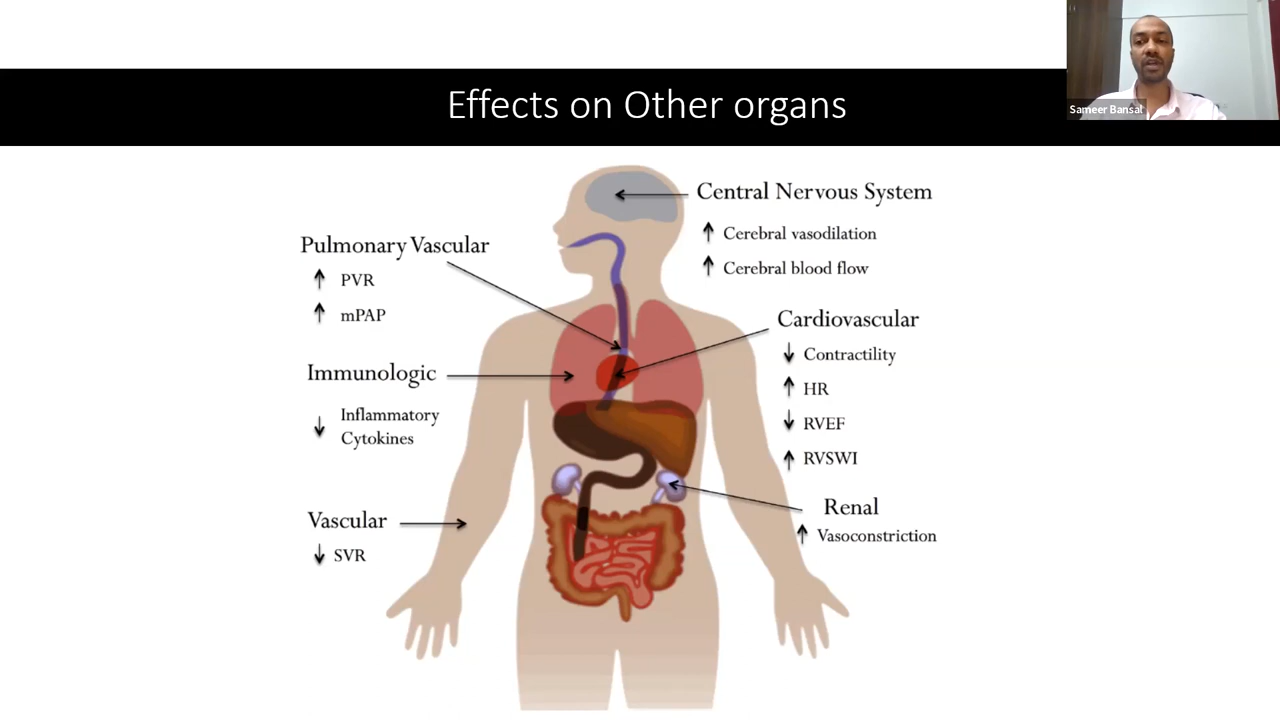 Effects on Other organs
Sameer Bansal
Central Nervous System
↑ Cerebral vasodilation
↑ Cerebral blood flow
Pulmonary Vascular
↑ PVR
↑ mPAP
Cardiovascular
↓ Contractility
↑ HR
↓ RVEF
↑ RVSWI
Immunologic
↓ Inflammatory
Cytokines
Renal
↑ Vasoconstriction
Vascular
↓ SVR